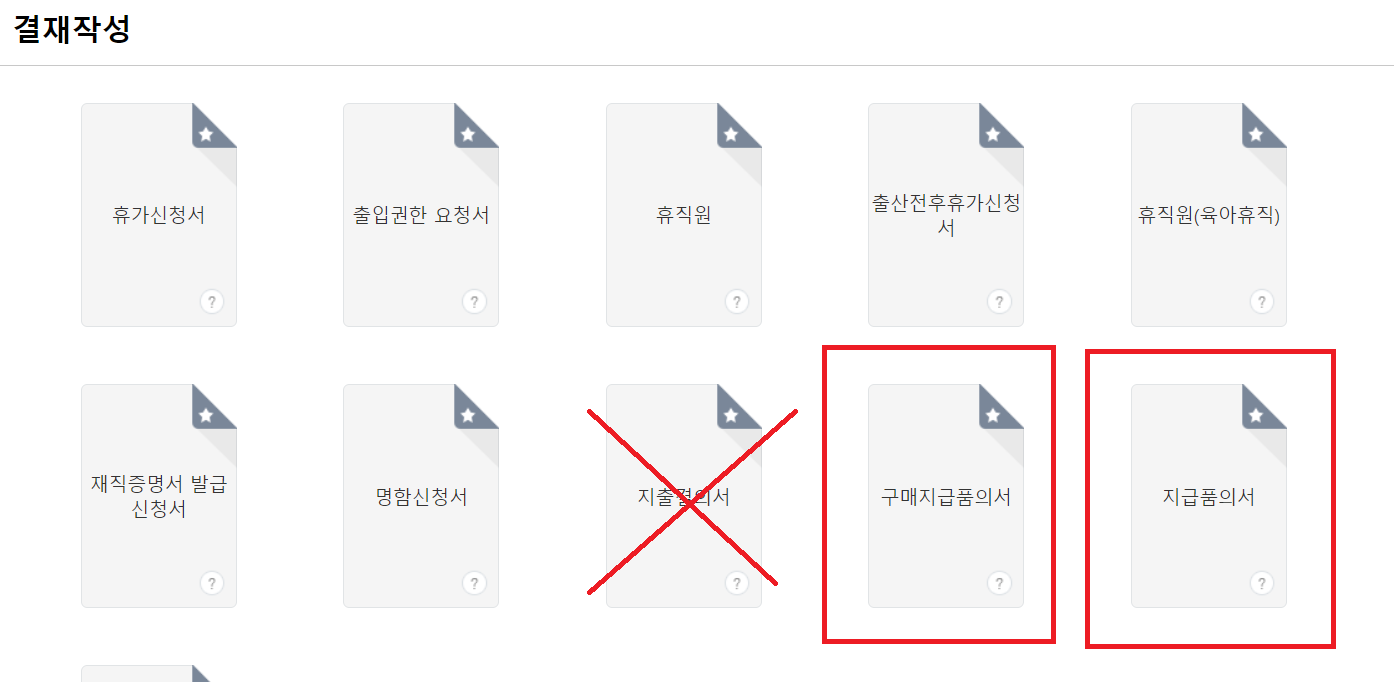 결재작성
휴가신청서
출입권한 요청서
휴직원
출산전후휴가신청
서
휴직원(육아휴직)
?
?
?
?
?
재직증명서 발급
신청서
명함신청서
지출결의서
구매지급품의서
지급품의서
?
?
?
?
?